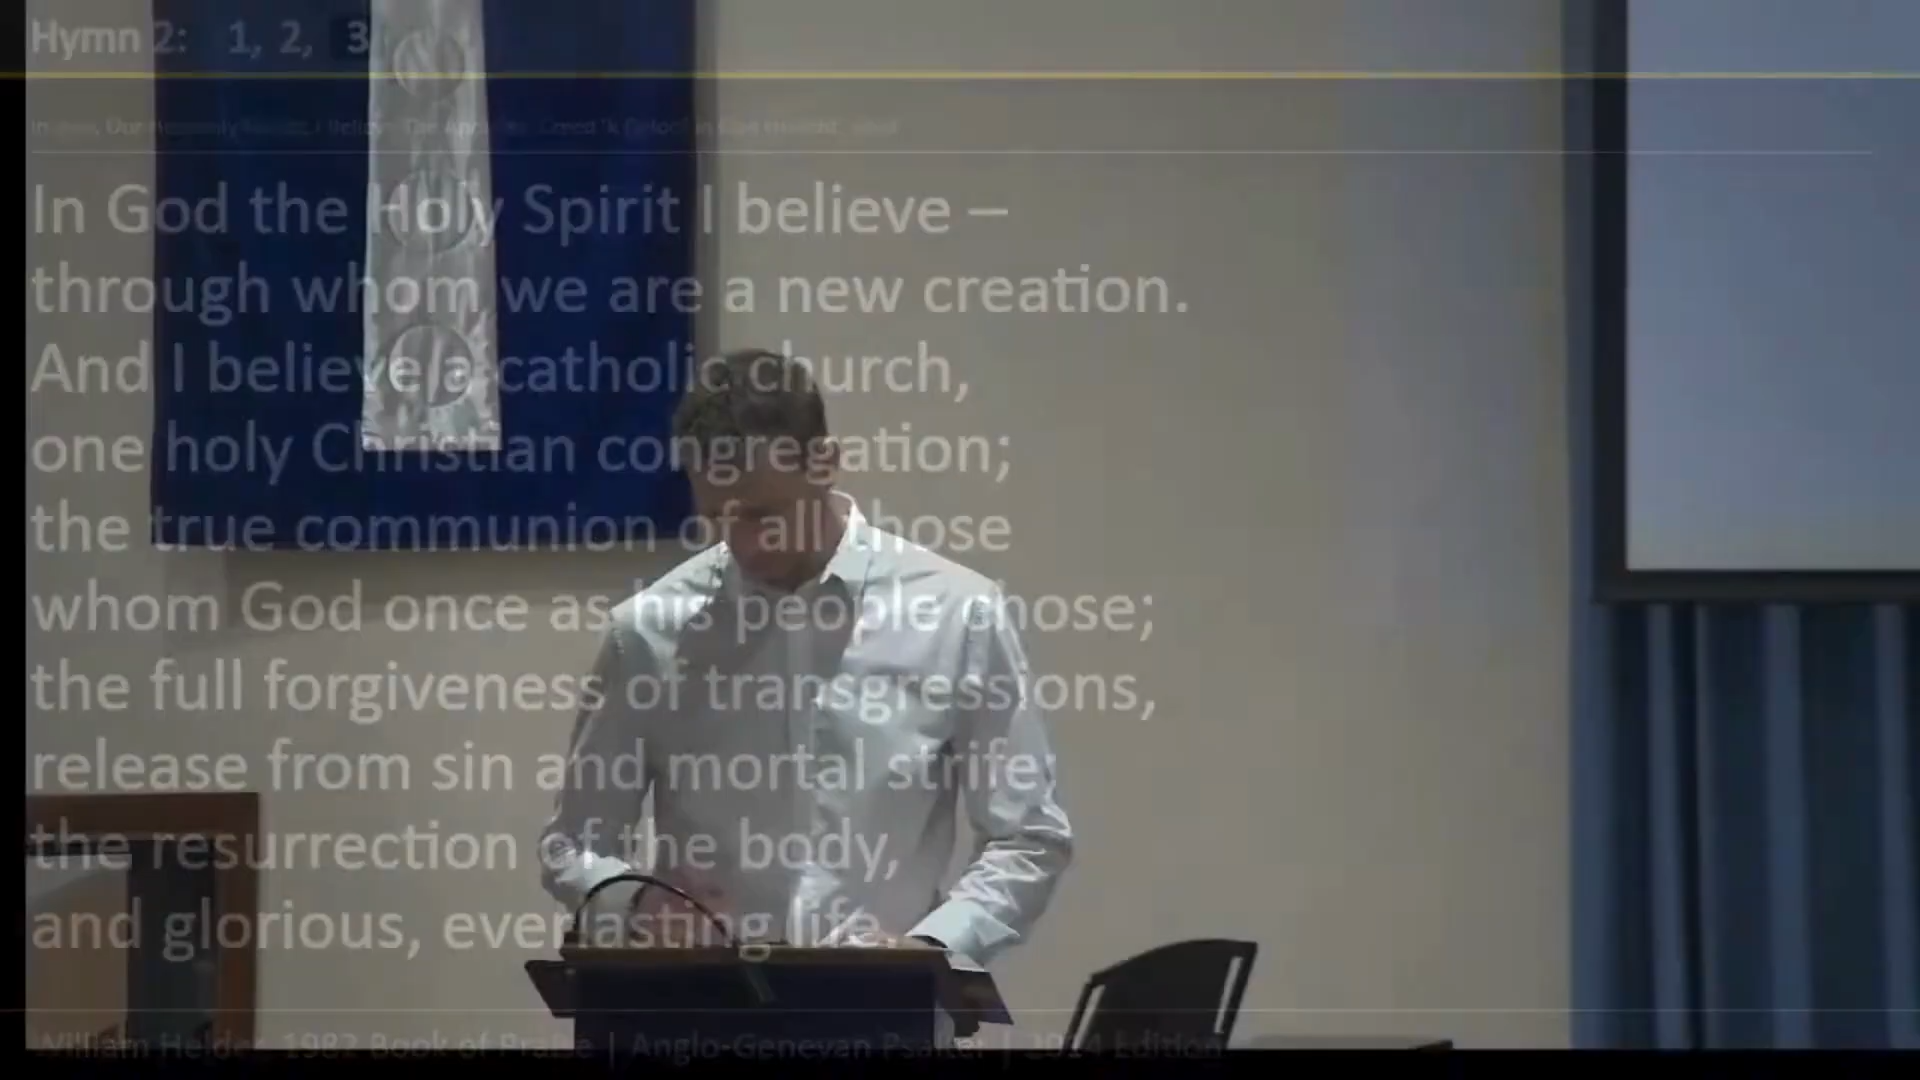 Hymn 2: 1, 2, 3
In God the Holy Spirit I believe –
through whom we are a new creation.
And I believe a catholic church,
one holy Christian congregation;
the true communion of all those
whom God once as his people chose;
the full forgiveness of transgressions,
release from sin and mortal strife,
the resurrection of the body,
and glorious, everlasting life.
William Helder, 1982 Book of Praise | Anglo-Genevan Psalter | 2014 Edition